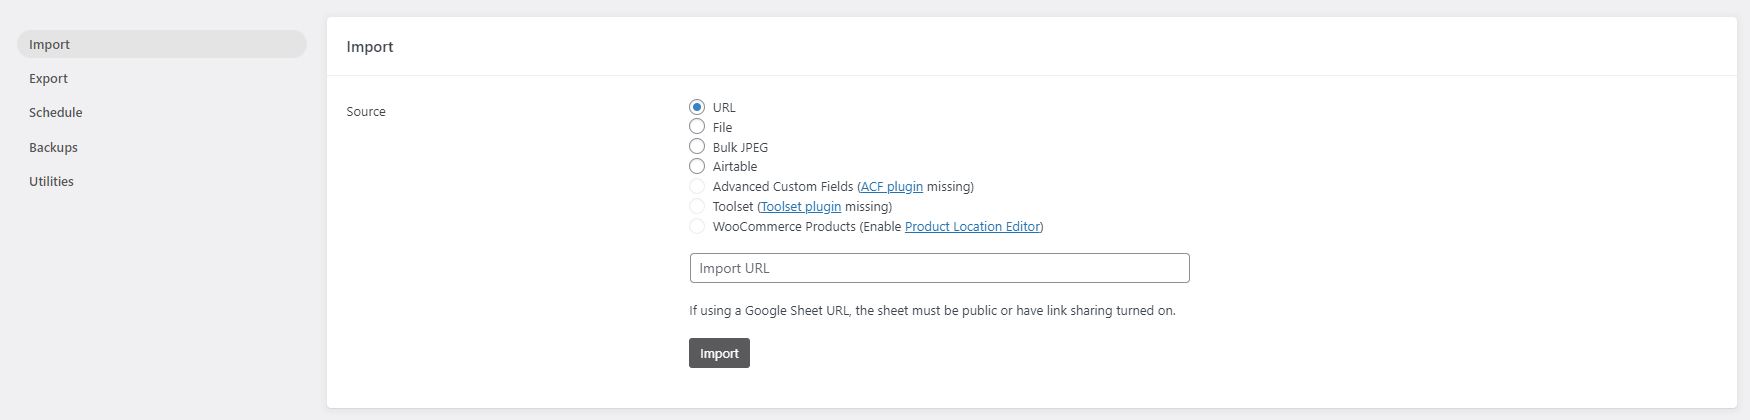 Import
Export
Schedule
Backups
Utilities
Import
Source
URL
File
Bulk JPEG
Airtable
Advanced Custom Fields (ACF plugin missing)
Toolset (Toolset plugin missing)
WooCommerce Products (Enable Product Location Editor)
Import URL
If using a Google Sheet URL, the sheet must be public or have link sharing turned on.
Import